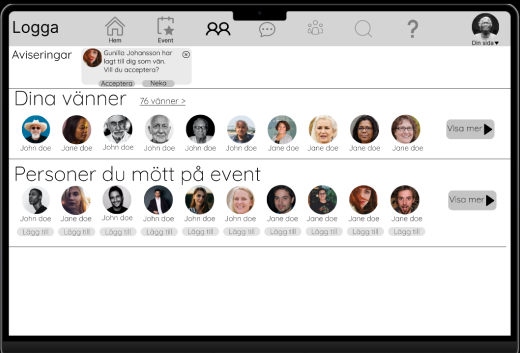 Logga
Hem
Event
?
Din sida ▾
Aviseringar
Gunilla Johansson har
lagt till dig som vän.
Vill du acceptera?
Acceptera Neka
Dina vänner 76 vänner >
John doe Jane doe John doe John doe John doe John doe Jane doe Jane doe Jane doe Jane doe
Visa mer
Personer du mött på event
John doe Jane doe John doe John doe John doe John doe Jane doe Jane doe Jane doe Jane doe
Lägg till Lägg till Lägg till Lägg till Lägg till Lägg till Lägg till Lägg till Lägg till Lägg till
Visa mer